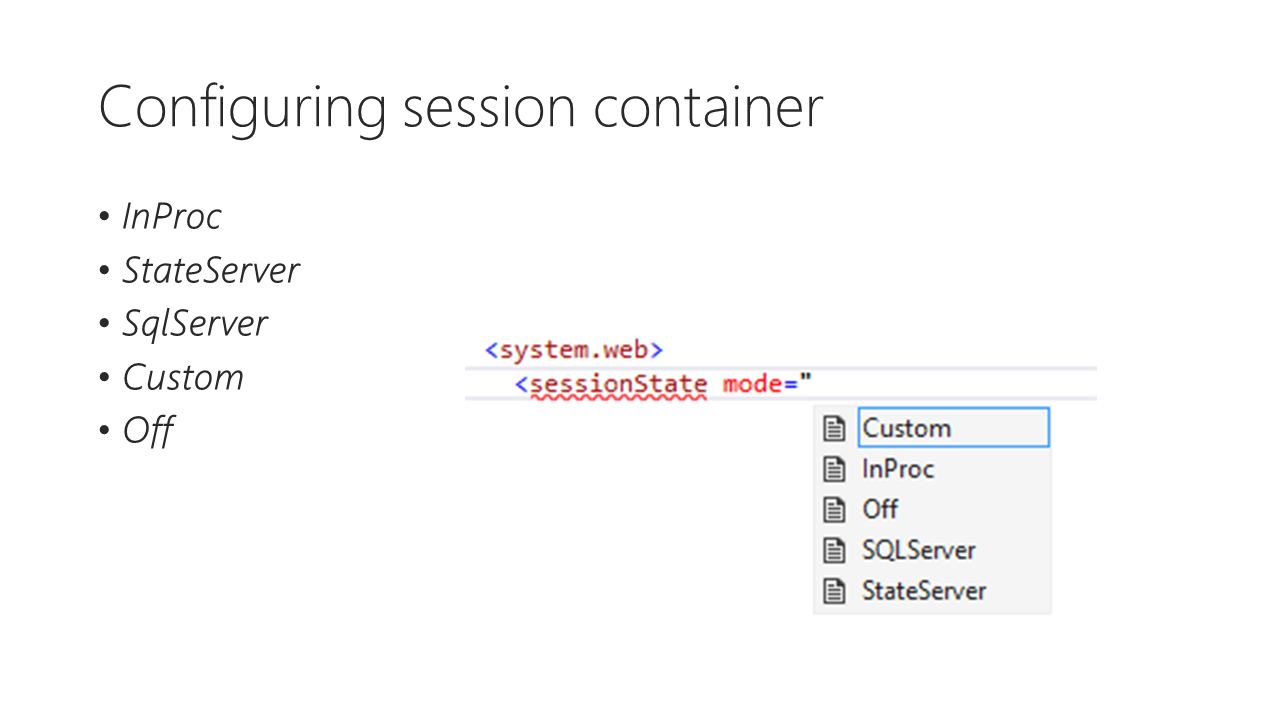 Configuring session container
• InProc
• StateServer
• SqlServer
• Custom
• Off
<system.web>
<sessionState mode="
Custom
InProc
Off
SQLServer
StateServer